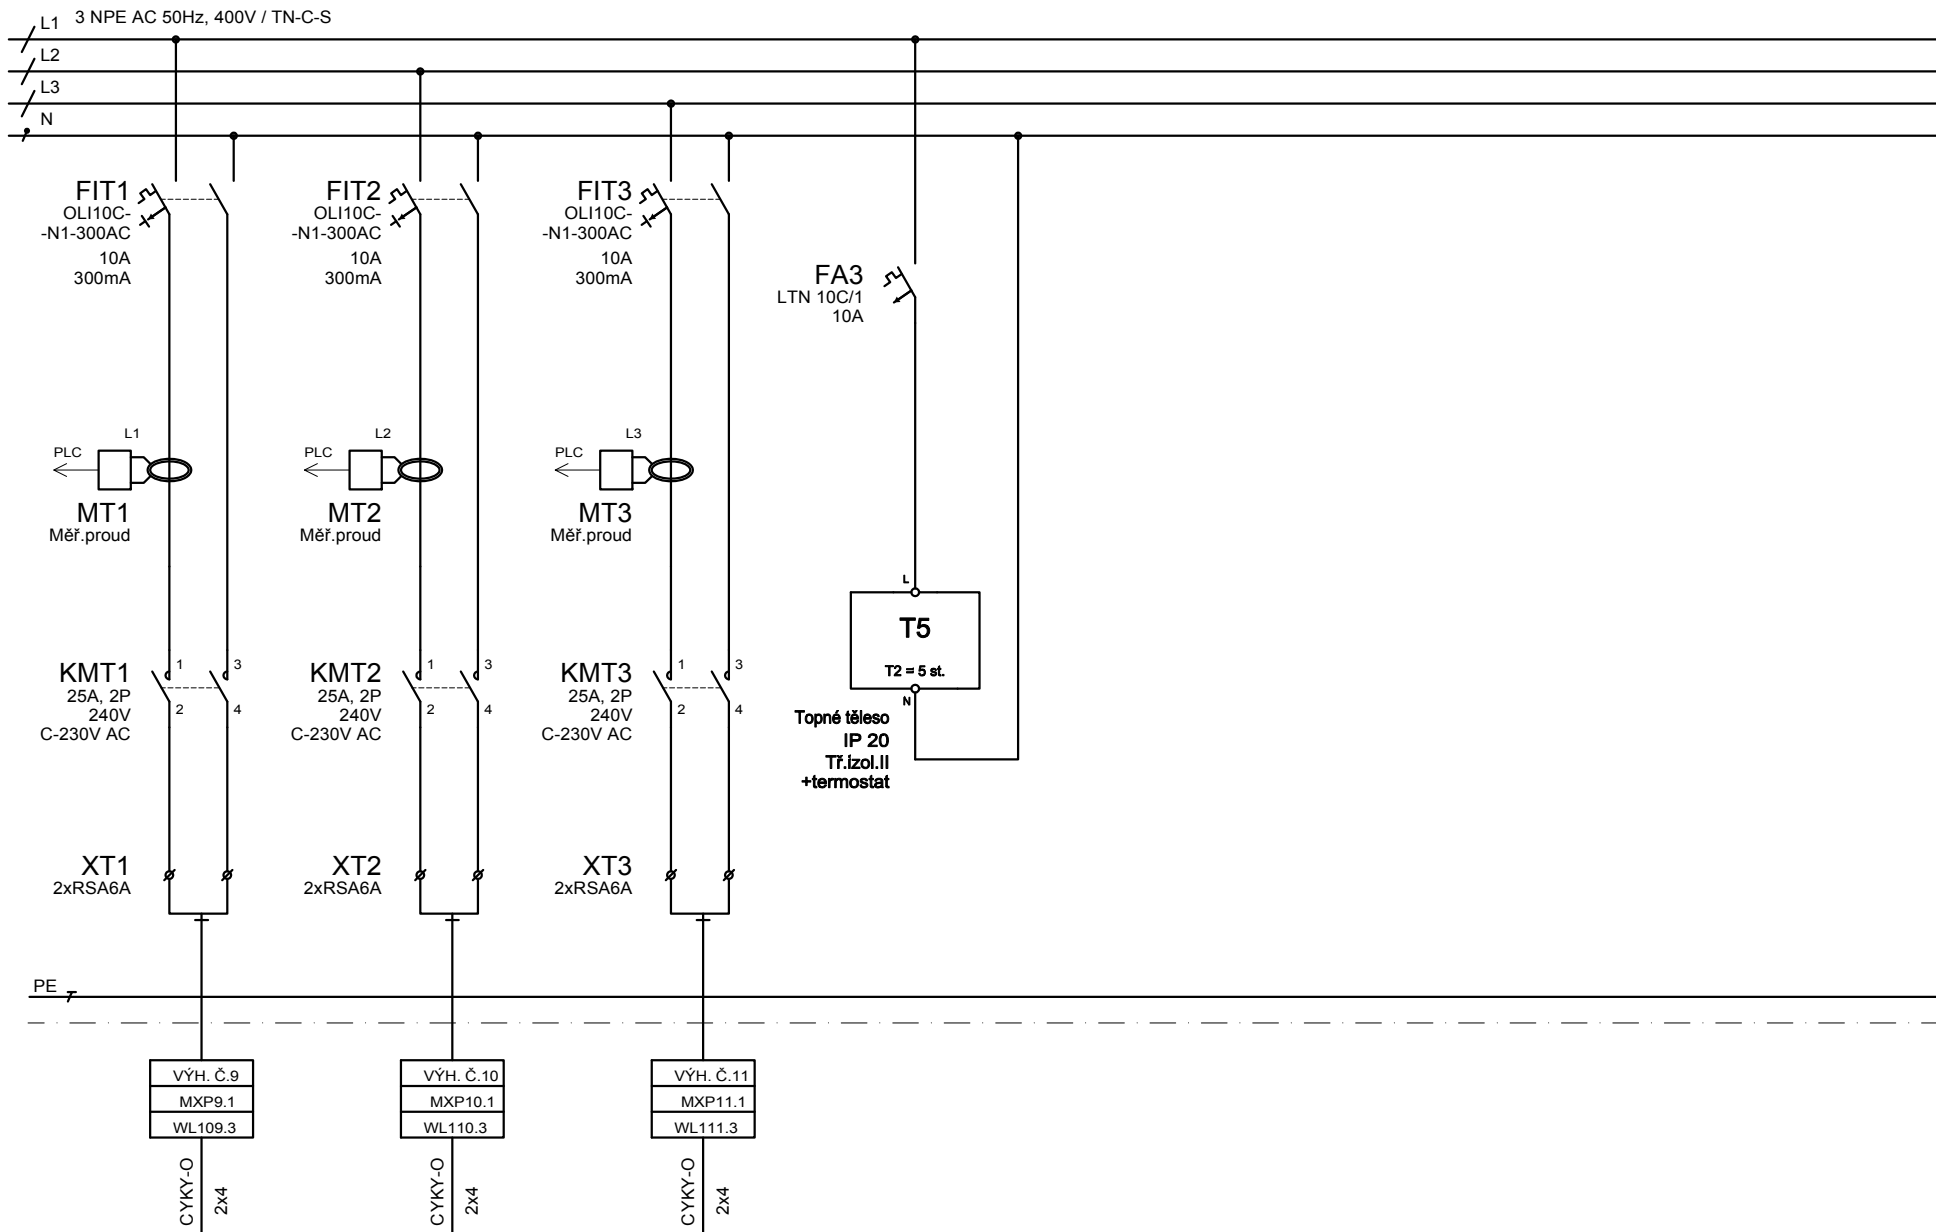 3 NPE AC 50Hz, 400V / TN-C-S
L1
L2
L3
N
FIT1
OLI10C-
-N1-300AC
10A
300mA
FIT2
OLI10C-
-N1-300AC
10A
300mA
FIT3
OLI10C-
-N1-300AC
10A
300mA
FA3
LTN 10C/1
10A
L1
PLC
MT1
Měř.proud
L2
PLC
MT2
Měř.proud
L3
PLC
MT3
Měř.proud
L
T5
T2 = 5 st.
N
Topné těleso
IP 20
Tř.izol.II
+termostat
KMT1
25A, 2P
240V
C-230V AC
1
3
2
4
KMT2
25A, 2P
240V
C-230V AC
1
3
2
4
KMT3
25A, 2P
240V
C-230V AC
1
3
2
4
XT1
2xRSA6A
XT2
2xRSA6A
XT3
2xRSA6A
PE
VÝH. Č.9
MXP9.1
WL109.3
CYKY-O
2x4
VÝH. Č.10
MXP10.1
WL110.3
CYKY-O
2x4
VÝH. Č.11
MXP11.1
WL111.3
CYKY-O
2x4